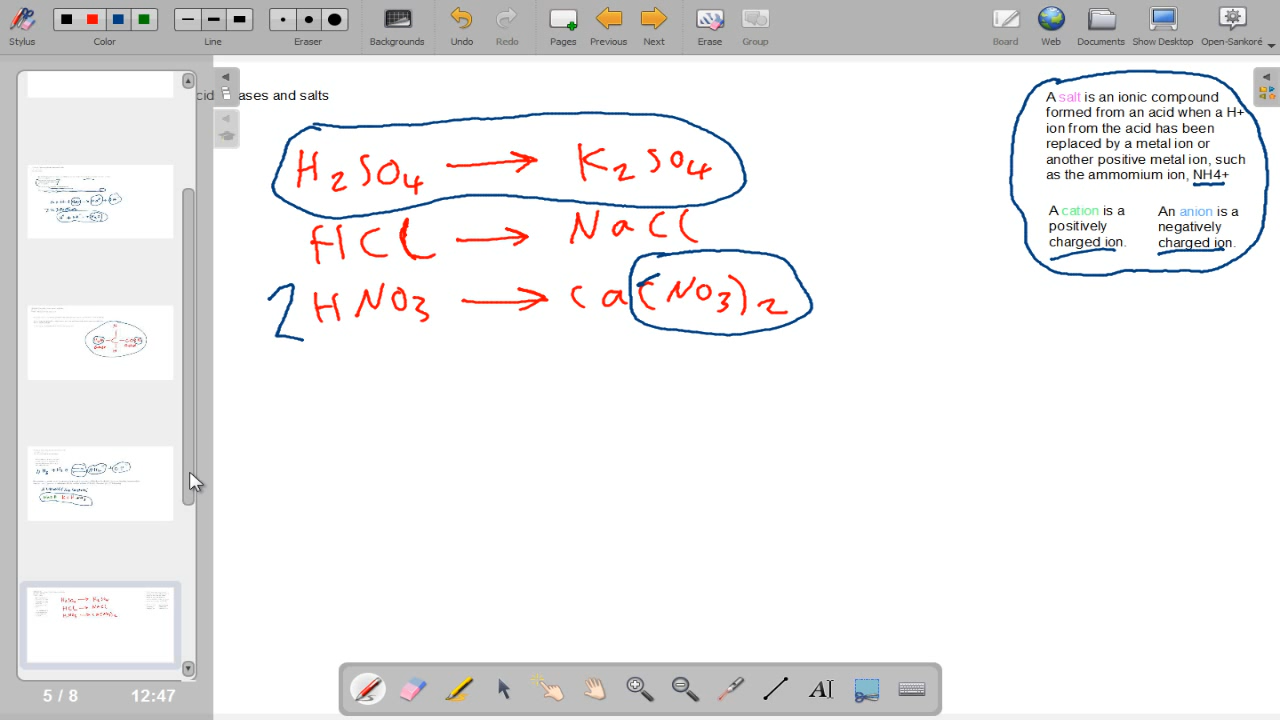 Stylus
Color
Line
Eraser
Backgrounds
Undo
Redo
Pages
Previous
Next
Erase
Group
Board
Web
Documents
Show Desktop
Open-Sankoré
cid ases and salts
H2SO4 → K2SO4
HCl → NaCl
2HNO3 → Ca(NO3)2
A salt is an ionic compound
formed from an acid when a H+
ion from the acid has been
replaced by a metal ion or
another positive metal ion, such
as the ammomium ion, NH4+
A cation is a
positively
charged ion.
An anion is a
negatively
charged ion.
5 / 8
12:47